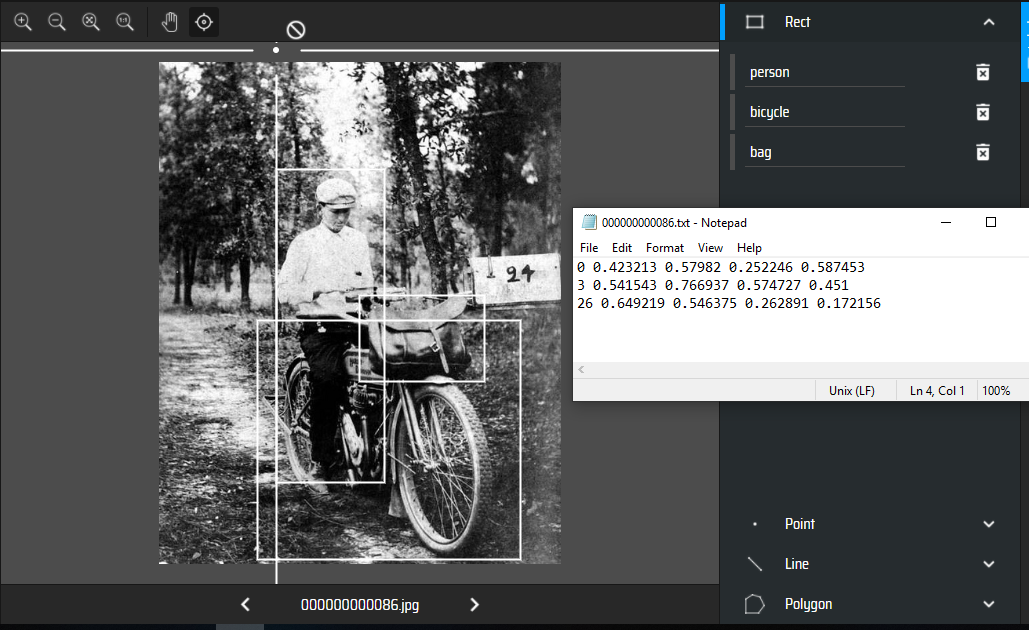 1:1
Rect
person
bicycle
bag
24
000000000086.txt - Notepad
File Edit Format View Help
0 0.423213 0.57982 0.252246 0.587453
3 0.541543 0.766937 0.574727 0.451
26 0.649219 0.546375 0.262891 0.172156
Unix (LF) Ln 4, Col 1 100%
Point
Line
Polygon
000000000086.jpg